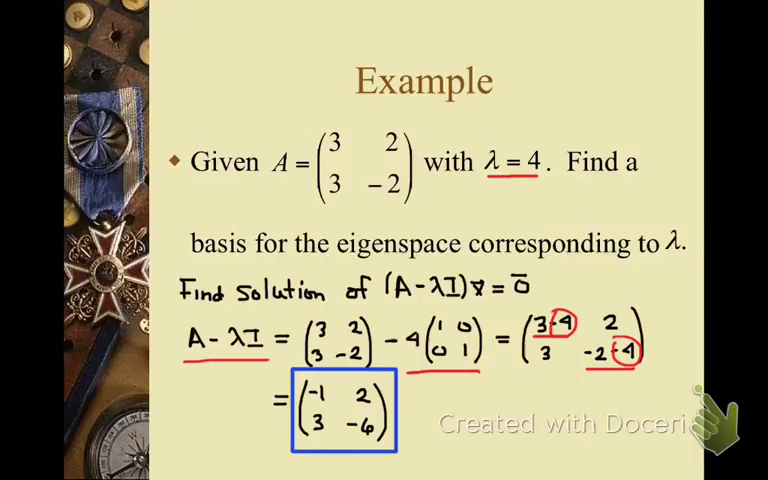 Example
Given A = (3 2; 3 -2) with λ = 4. Find a
basis for the eigenspace corresponding to λ.
Find solution of (A - λI)v̄ = 0̄
A - λI = (3 2; 3 -2) - 4(1 0; 0 1) = (3-4 2; 3 -2-4)
= (-1 2; 3 -6)
Created with Doceri